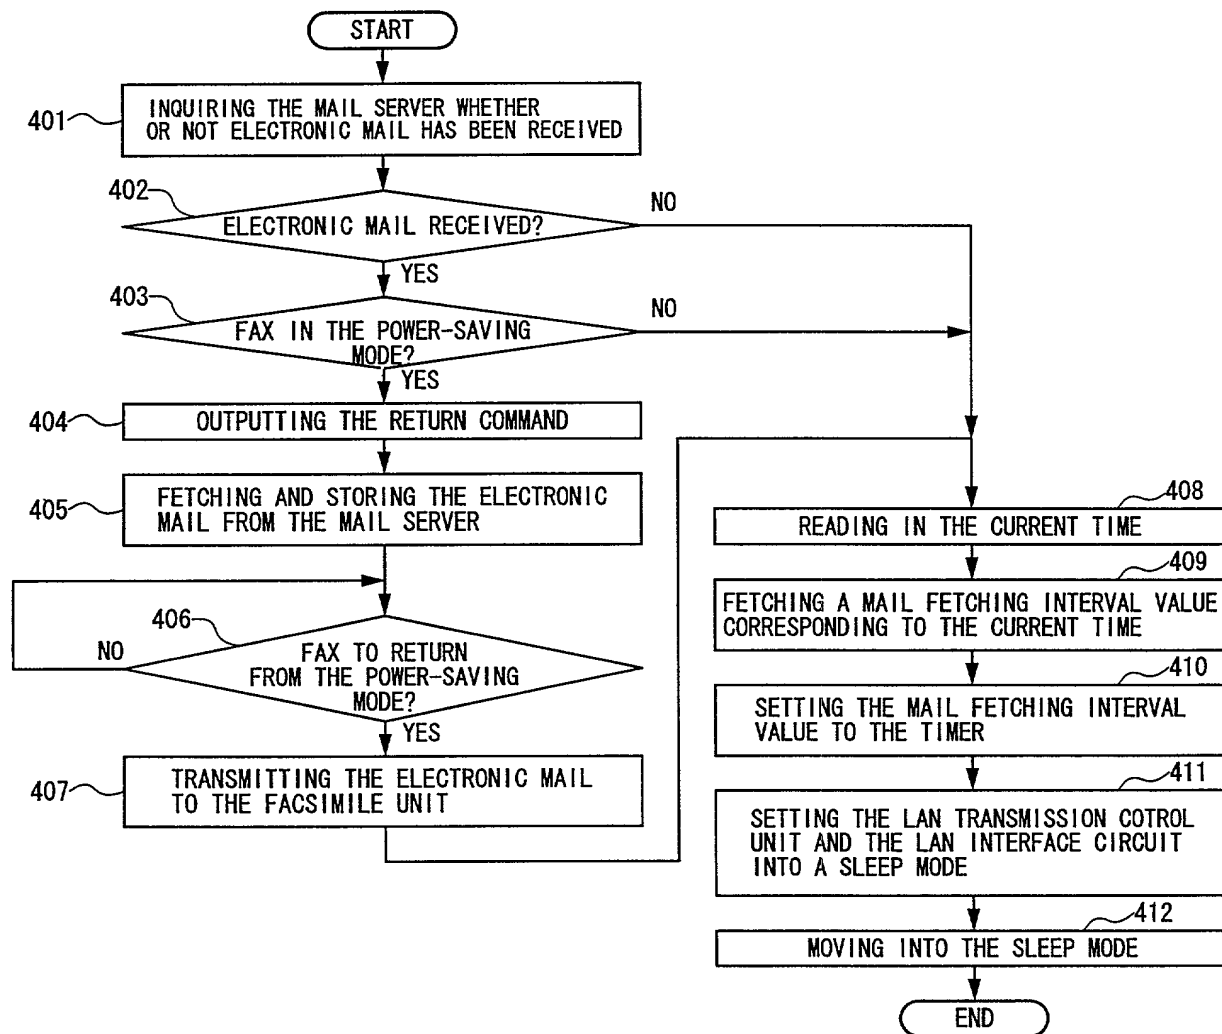 START
401
INQUIRING THE MAIL SERVER WHETHER
OR NOT ELECTRONIC MAIL HAS BEEN RECEIVED
402
ELECTRONIC MAIL RECEIVED?
NO
YES
403
FAX IN THE POWER-SAVING
MODE?
NO
YES
404
OUTPUTTING THE RETURN COMMAND
405
FETCHING AND STORING THE ELECTRONIC
MAIL FROM THE MAIL SERVER
406
NO
FAX TO RETURN
FROM THE POWER-SAVING
MODE?
YES
407
TRANSMITTING THE ELECTRONIC MAIL
TO THE FACSIMILE UNIT
408
READING IN THE CURRENT TIME
409
FETCHING A MAIL FETCHING INTERVAL VALUE
CORRESPONDING TO THE CURRENT TIME
410
SETTING THE MAIL FETCHING INTERVAL
VALUE TO THE TIMER
411
SETTING THE LAN TRANSMISSION COTROL
UNIT AND THE LAN INTERFACE CIRCUIT
INTO A SLEEP MODE
412
MOVING INTO THE SLEEP MODE
END